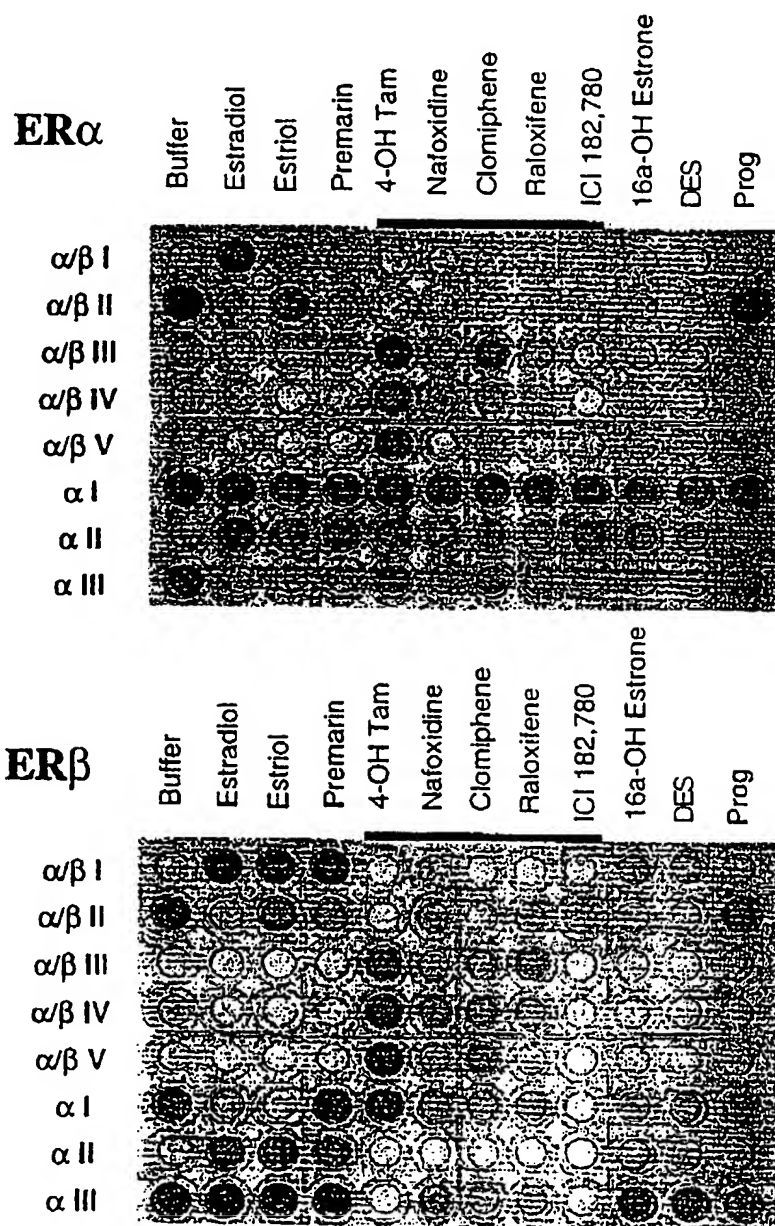 ERα
Buffer
Estradiol
Estriol
Premarin
4-OH Tam
Nafoxidine
Clomiphene
Raloxifene
ICI 182,780
16a-OH Estrone
DES
Prog
α/β I
α/β II
α/β III
α/β IV
α/β V
α I
α II
α III
ERβ
Buffer
Estradiol
Estriol
Premarin
4-OH Tam
Nafoxidine
Clomiphene
Raloxifene
ICI 182,780
16a-OH Estrone
DES
Prog
α/β I
α/β II
α/β III
α/β IV
α/β V
α I
α II
α III